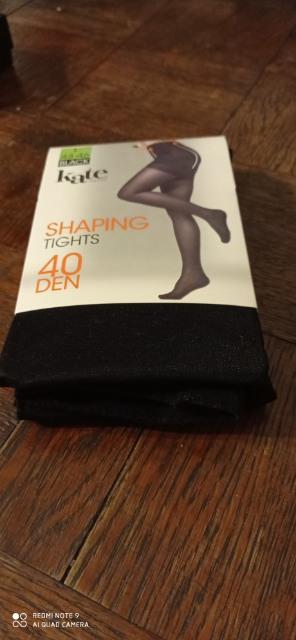 BLACK
Kate
SHAPING
TIGHTS
40
DEN
REDMI NOTE 9
AI QUAD CAMERA